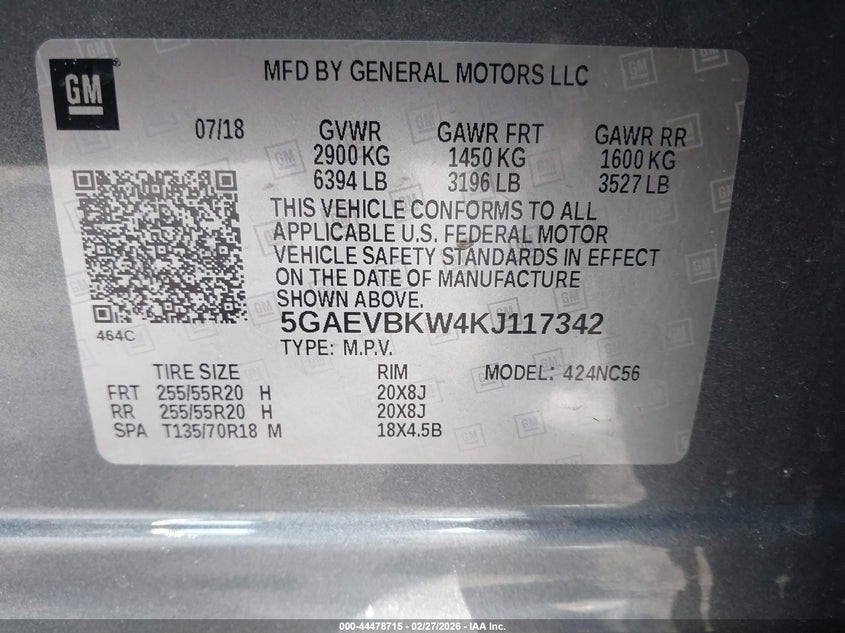 GM
MFD BY GENERAL MOTORS LLC
07/18 GVWR GAWR FRT GAWR RR
2900 KG 1450 KG 1600 KG
6394 LB 3196 LB 3527 LB
THIS VEHICLE CONFORMS TO ALL
APPLICABLE U.S. FEDERAL MOTOR
VEHICLE SAFETY STANDARDS IN EFFECT
ON THE DATE OF MANUFACTURE
SHOWN ABOVE.
464C
5GAEVBKW4KJ117342
TYPE: M.P.V.
TIRE SIZE RIM MODEL: 424NC56
FRT 255/55R20 H 20X8J
RR 255/55R20 H 20X8J
SPA T135/70R18 M 18X4.5B
000-44478715 - 02/27/2026 - IAA Inc.